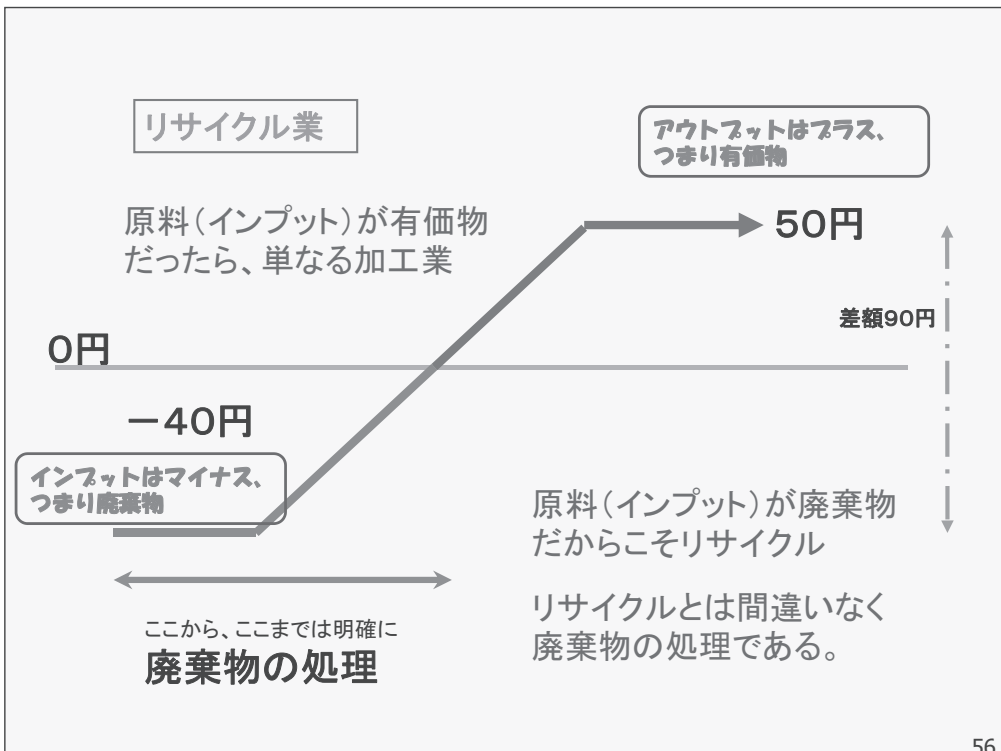 リサイクル業
アウトプットはプラス、
つまり有価物
原料（インプット）が有価物
だったら、単なる加工業
50円
差額90円
0円
－40円
インプットはマイナス、
つまり廃棄物
原料（インプット）が廃棄物
だからこそリサイクル
リサイクルとは間違いなく
廃棄物の処理である。
ここから、ここまでは明確に
廃棄物の処理
56